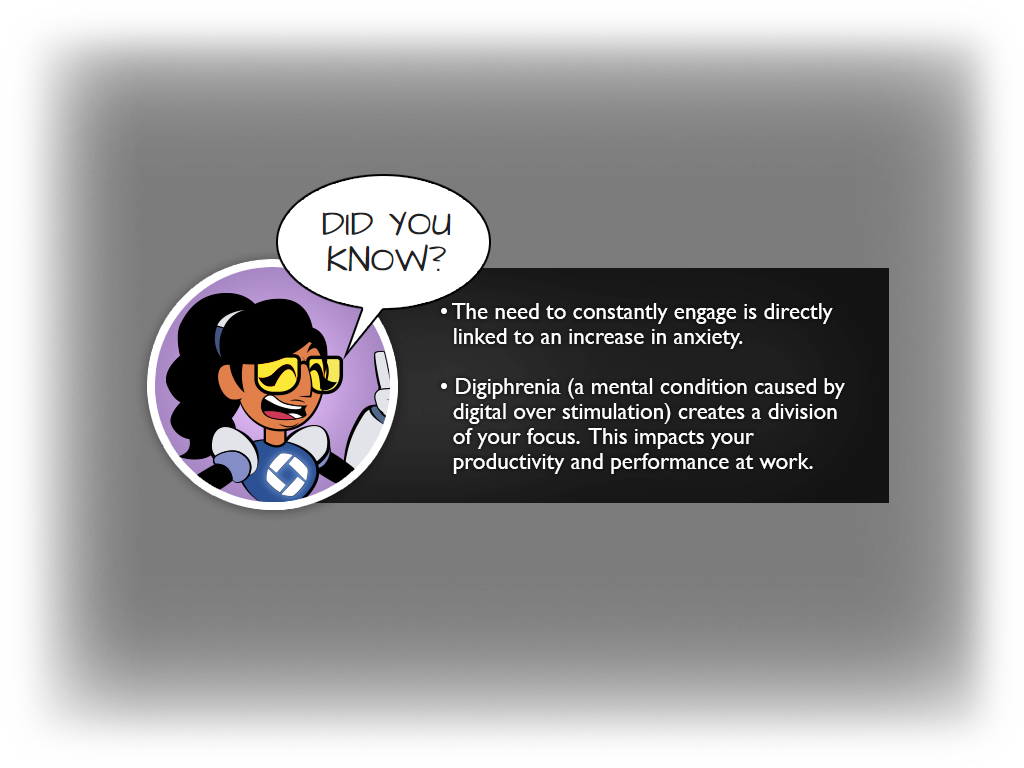 DID YOU
KNOW?
• The need to constantly engage is directly
linked to an increase in anxiety.
• Digiphrenia (a mental condition caused by
digital over stimulation) creates a division
of your focus. This impacts your
productivity and performance at work.